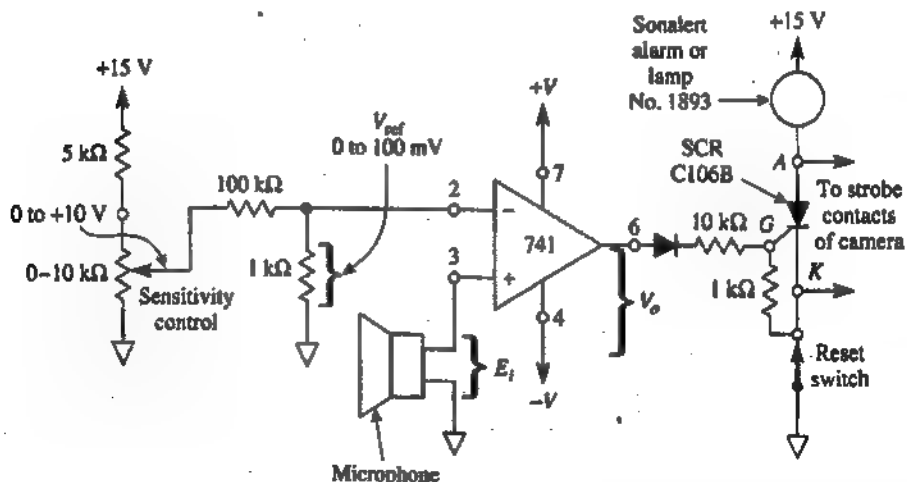 Sonalert
alarm or
lamp
No. 1893
+15 V
+15 V
5 kΩ
0 to +10 V
0–10 kΩ
Sensitivity
control
100 kΩ
V_ref
0 to 100 mV
1 kΩ
2
3
−
+
741
+V
7
6
4
−V
V_o
E_i
Microphone
10 kΩ
G
1 kΩ
SCR
C106B
A
To strobe
contacts
of camera
K
Reset
switch